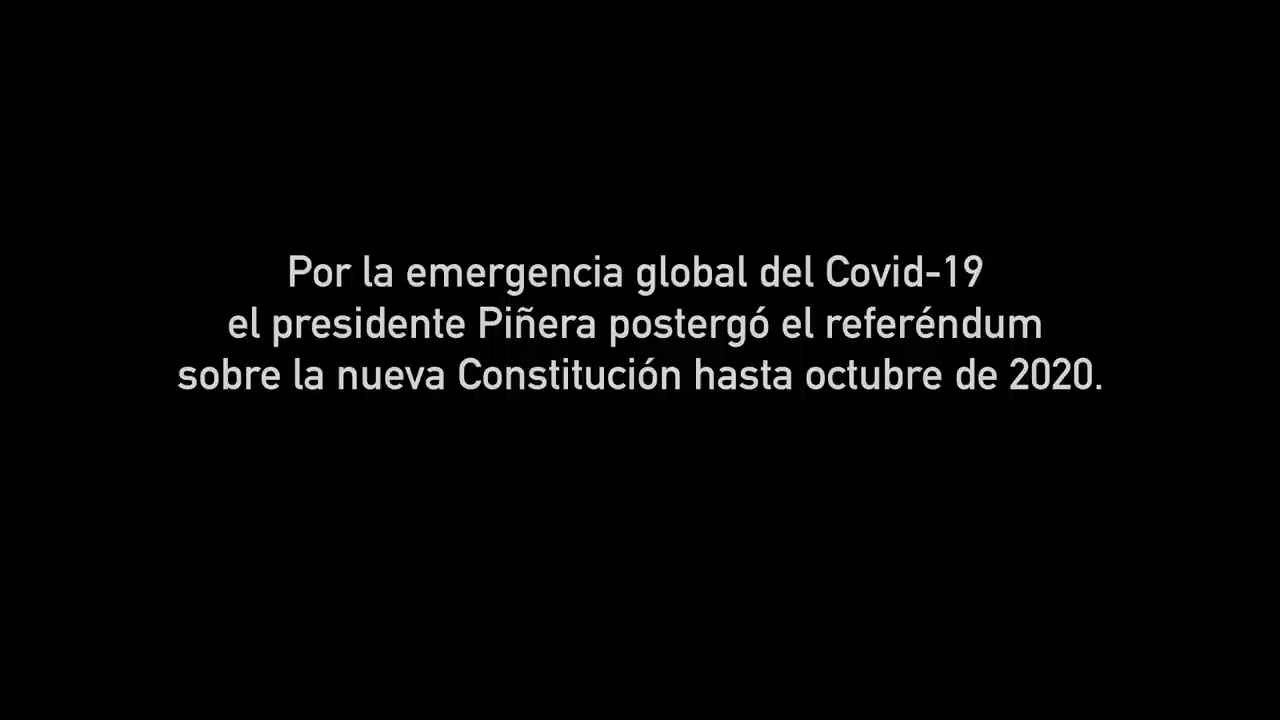 Por la emergencia global del Covid-19
el presidente Piñera postergó el referéndum
sobre la nueva Constitución hasta octubre de 2020.